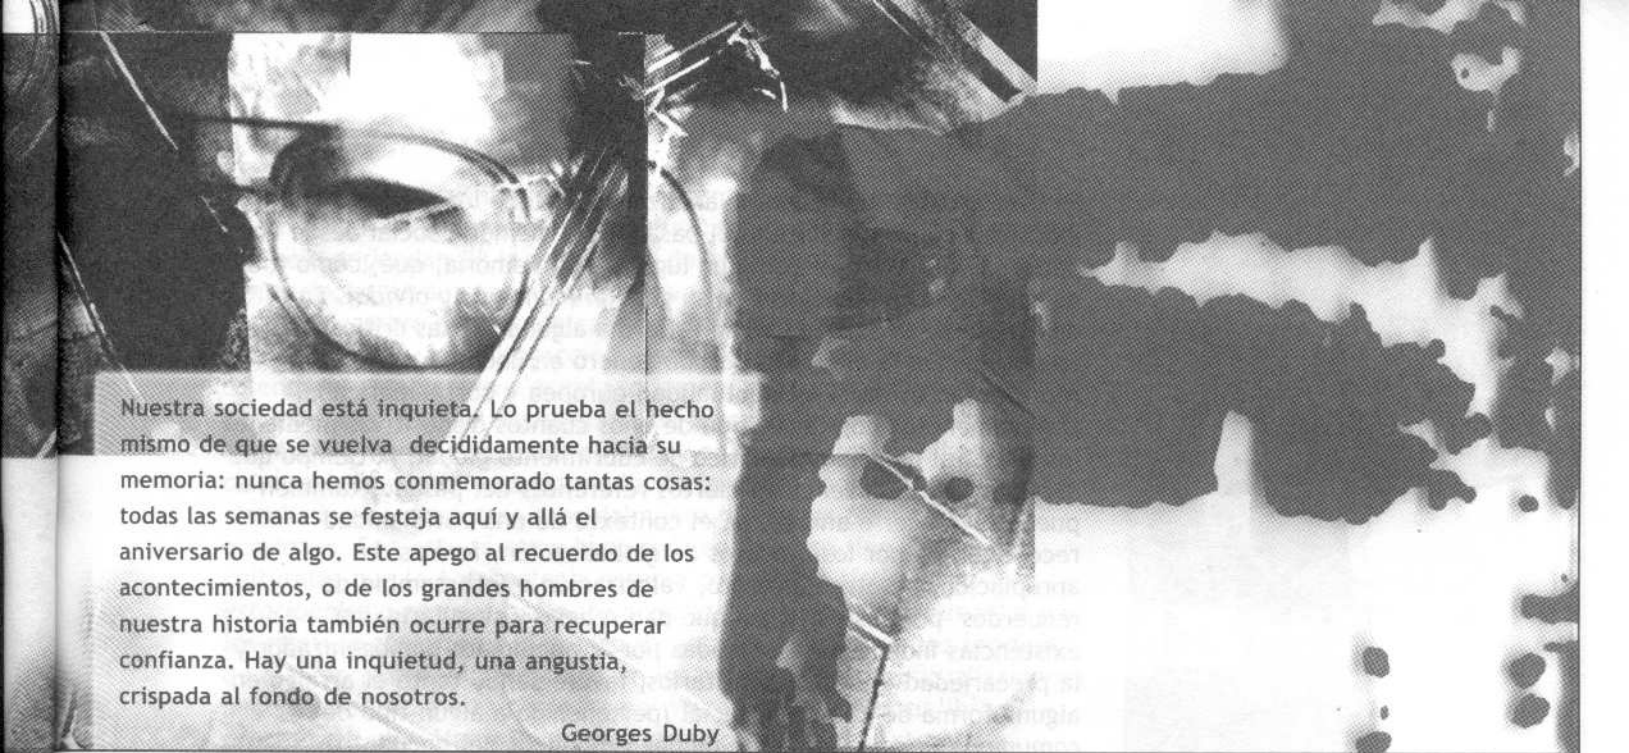 Nuestra sociedad está inquieta. Lo prueba el hecho
mismo de que se vuelva decididamente hacia su
memoria: nunca hemos conmemorado tantas cosas:
todas las semanas se festeja aquí y allá el
aniversario de algo. Este apego al recuerdo de los
acontecimientos, o de los grandes hombres de
nuestra historia también ocurre para recuperar
confianza. Hay una inquietud, una angustia,
crispada al fondo de nosotros.
Georges Duby